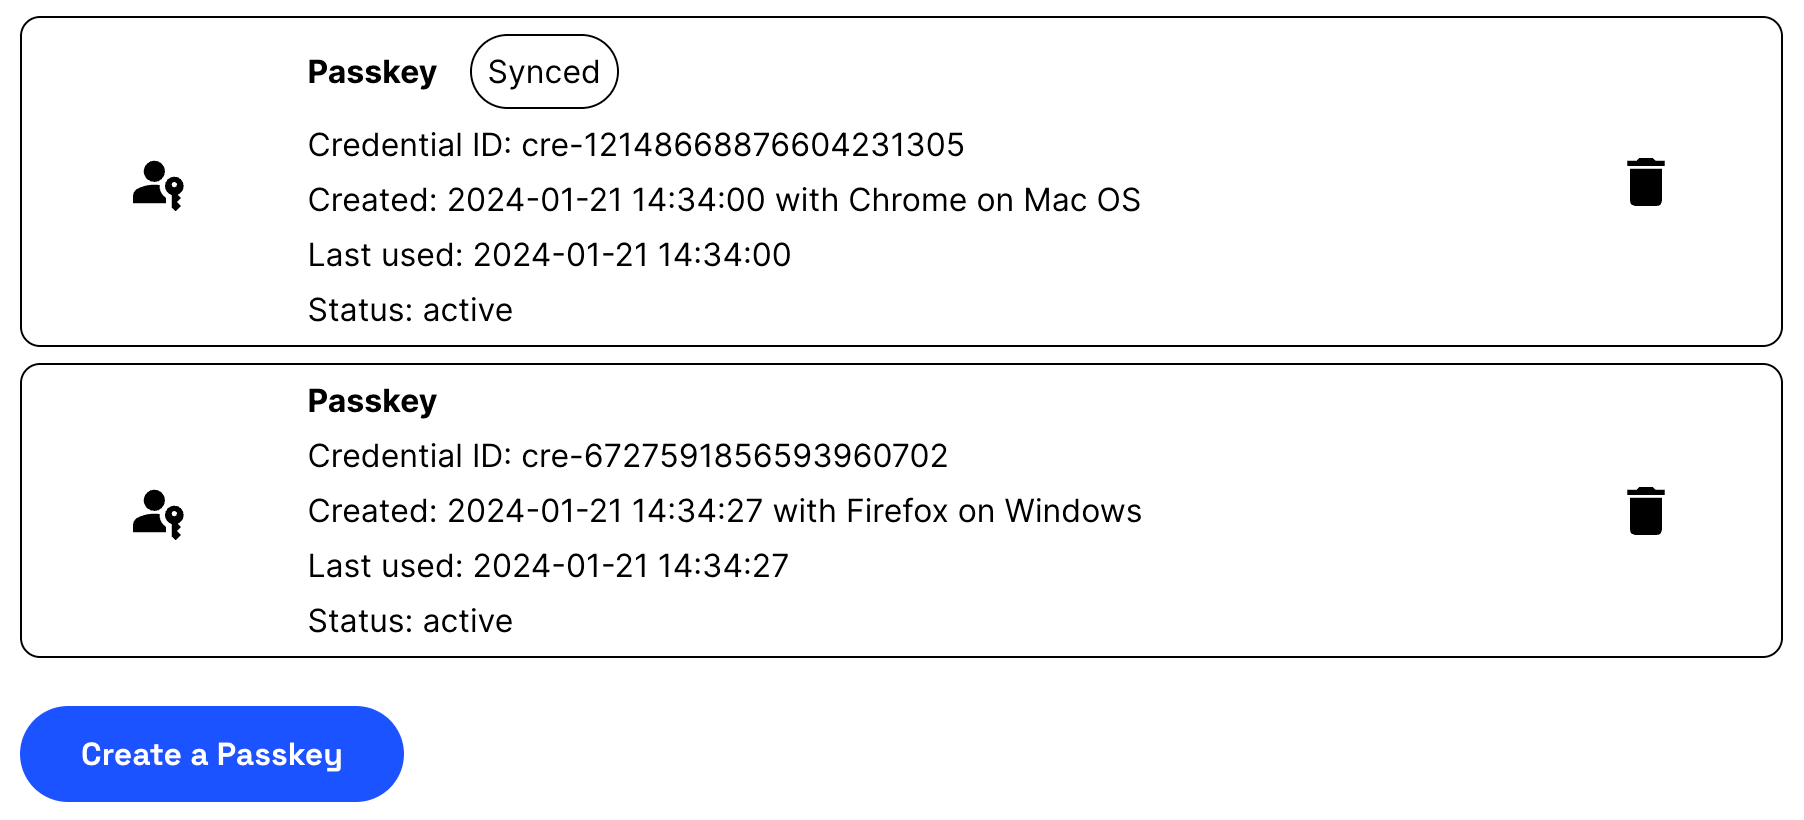 Passkey Synced
Credential ID: cre-12148668876604231305
Created: 2024-01-21 14:34:00 with Chrome on Mac OS
Last used: 2024-01-21 14:34:00
Status: active
Passkey
Credential ID: cre-6727591856593960702
Created: 2024-01-21 14:34:27 with Firefox on Windows
Last used: 2024-01-21 14:34:27
Status: active
Create a Passkey